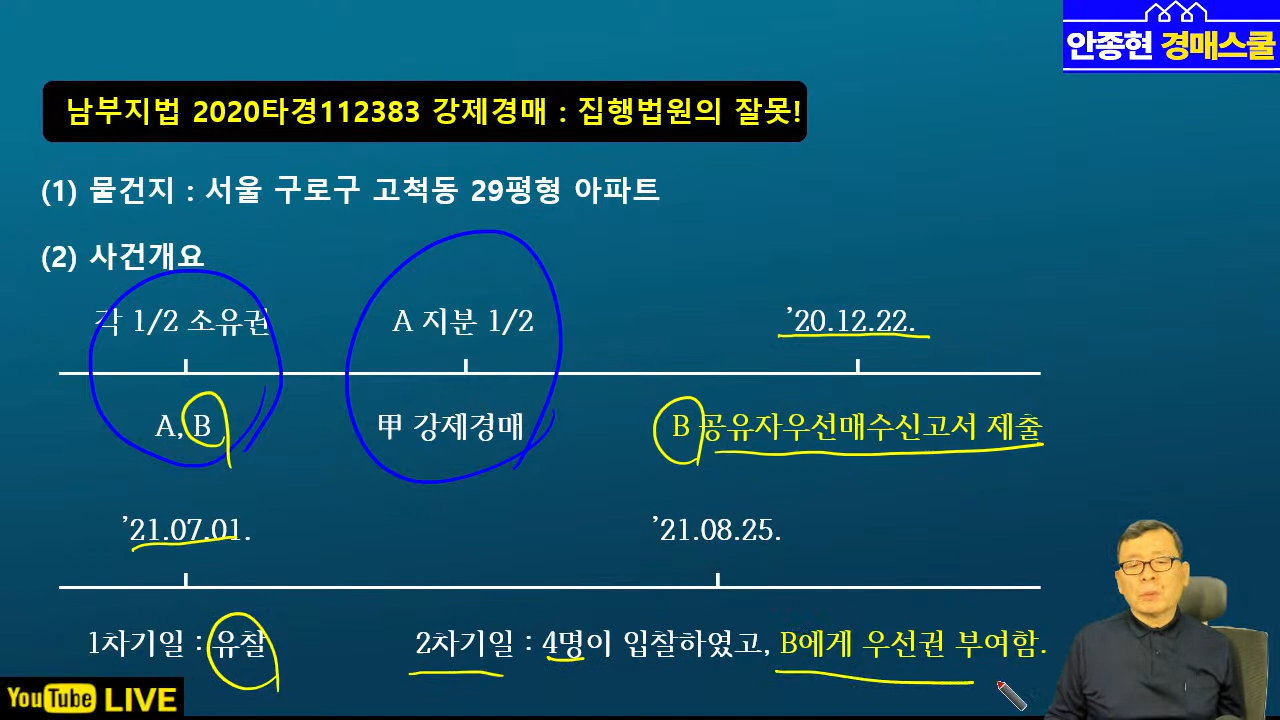 안종현 경매스쿨
남부지법 2020타경112383 강제경매 : 집행법원의 잘못!
(1) 물건지 : 서울 구로구 고척동 29평형 아파트
(2) 사건개요
각 1/2 소유권
A 지분 1/2
’20.12.22.
A, B
甲 강제경매
B 공유자우선매수신고서 제출
’21.07.01.
’21.08.25.
1차기일 : 유찰
2차기일 : 4명이 입찰하였고, B에게 우선권 부여함.
YouTube LIVE